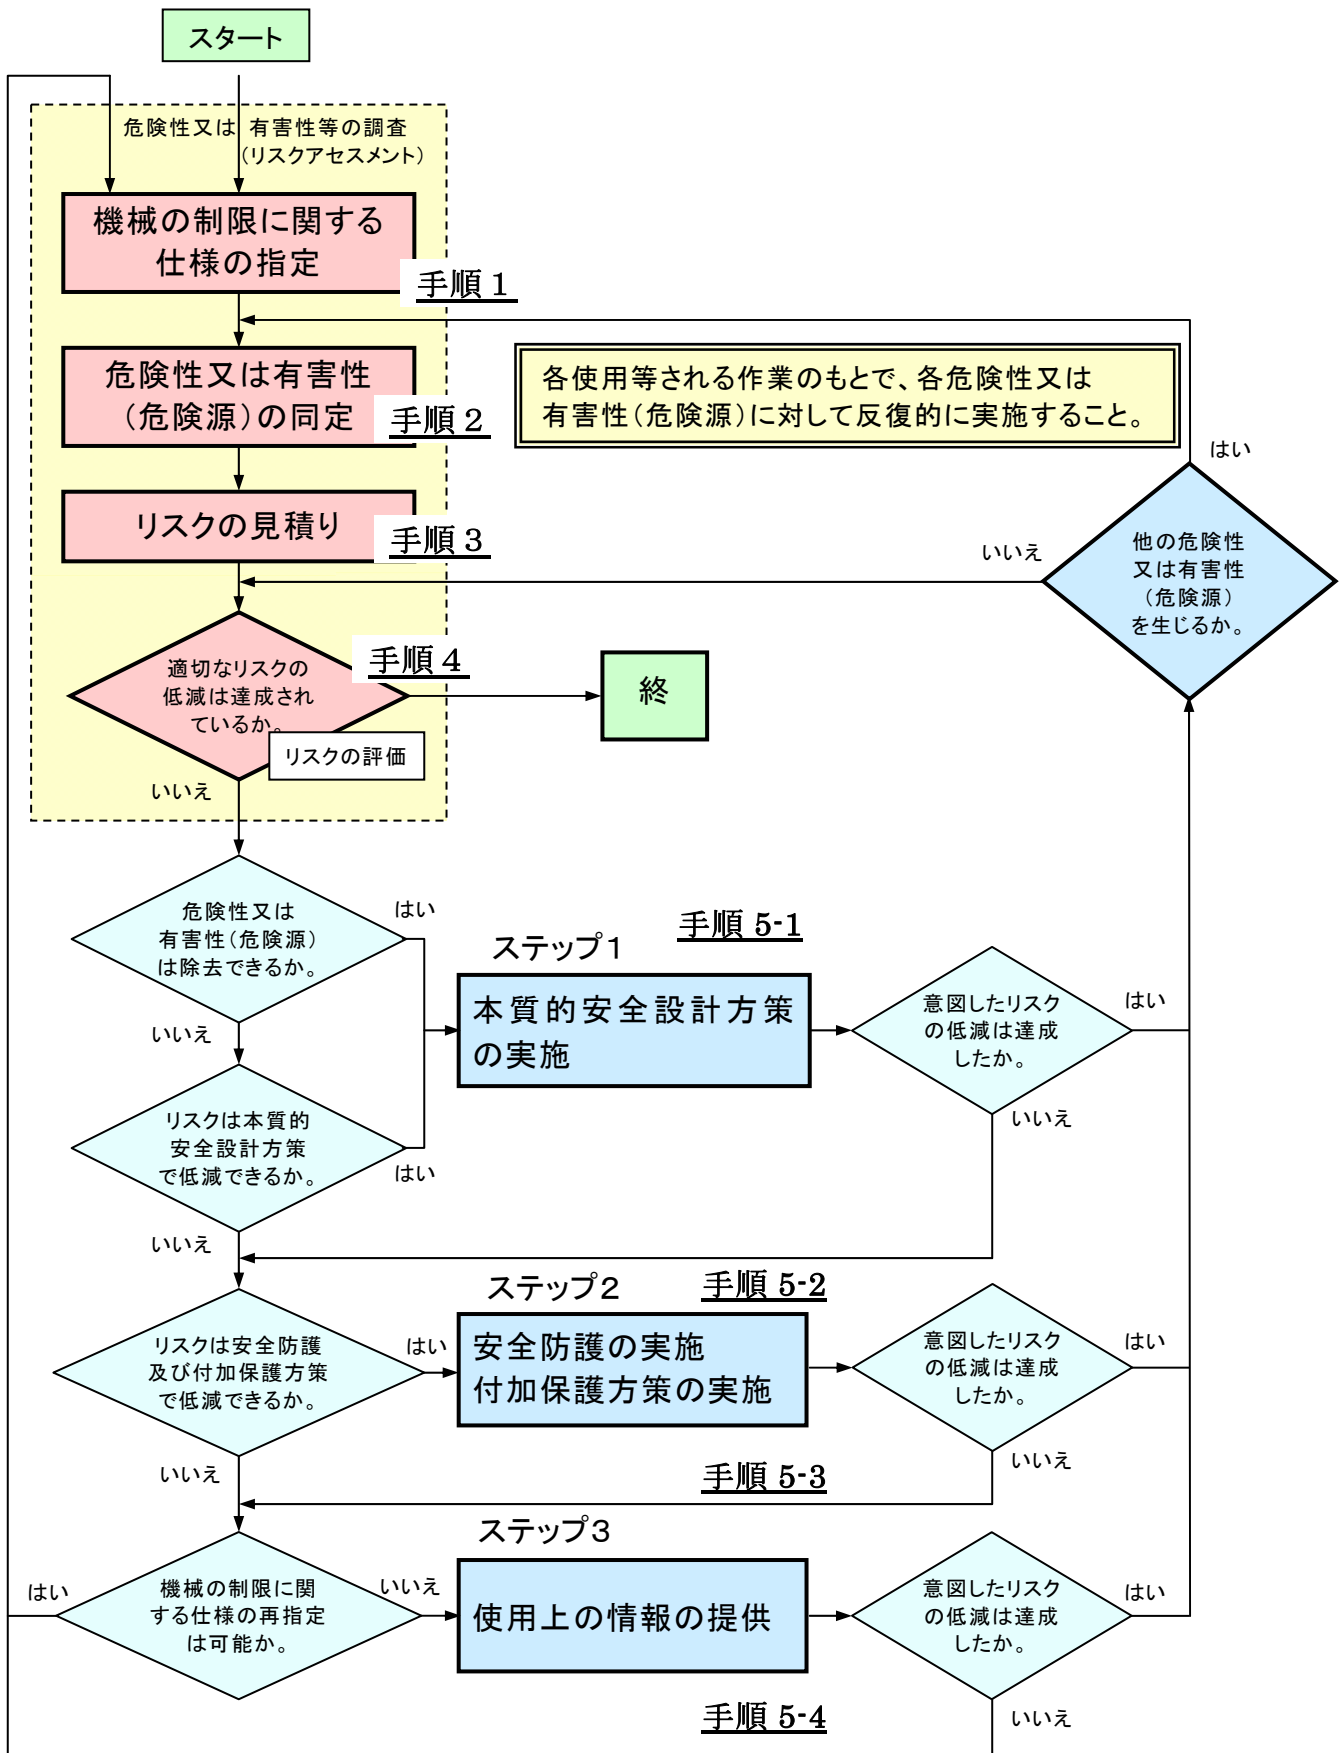 スタート
危険性又は 有害性等の調査
(リスクアセスメント)
機械の制限に関する
仕様の指定
手順1
危険性又は有害性
(危険源)の同定
手順2
各使用等される作業のもとで、各危険性又は
有害性(危険源)に対して反復的に実施すること。
はい
リスクの見積り
手順3
いいえ
他の危険性
又は有害性
(危険源)
を生じるか。
適切なリスクの
低減は達成され
ているか。
手順4
終
リスクの評価
いいえ
危険性又は
有害性(危険源)
は除去できるか。
はい
手順 5-1
ステップ1
本質的安全設計方策
の実施
意図したリスク
の低減は達成
したか。
はい
いいえ
いいえ
リスクは本質的
安全設計方策
で低減できるか。
はい
いいえ
ステップ2
手順 5-2
リスクは安全防護
及び付加保護方策
で低減できるか。
はい
安全防護の実施
付加保護方策の実施
意図したリスク
の低減は達成
したか。
はい
いいえ
いいえ
手順 5-3
ステップ3
はい
機械の制限に関
する仕様の再指定
は可能か。
いいえ
使用上の情報の提供
意図したリスク
の低減は達成
したか。
はい
手順 5-4
いいえ